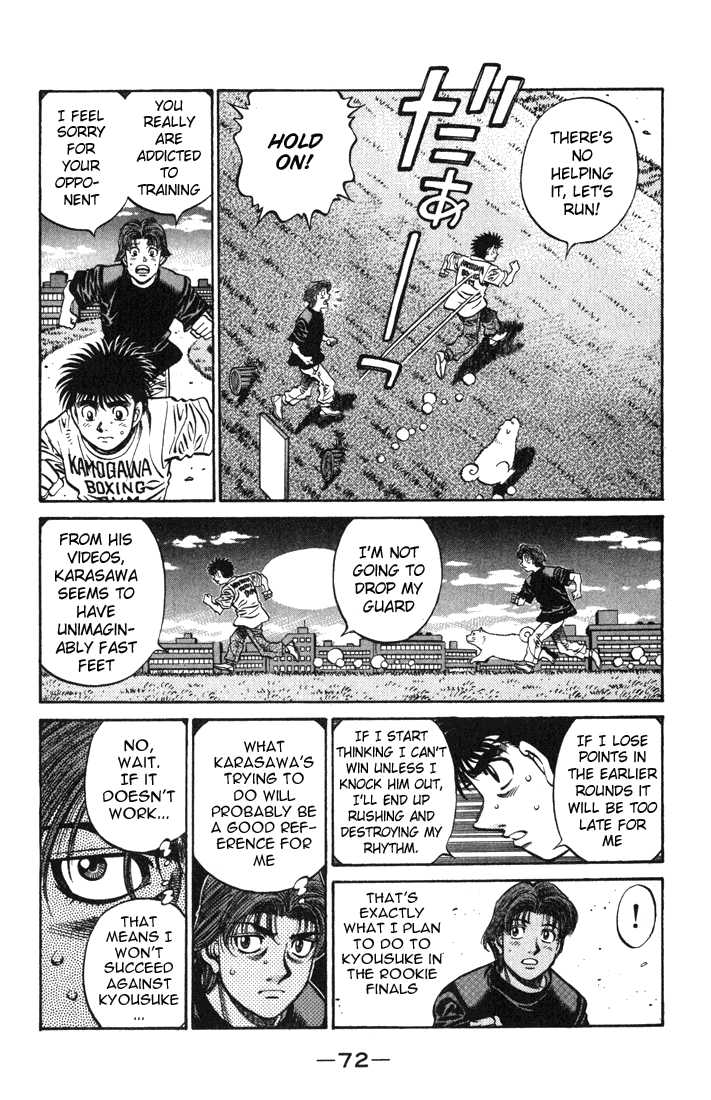 THERE'S
NO
HELPING
IT, LET'S
RUN!
だぁーっ
HOLD
ON!
YOU
REALLY
ARE
ADDICTED
TO
TRAINING
I FEEL
SORRY
FOR
YOUR
OPPO-
NENT
KAMOGAWA
BOXING
I'M NOT
GOING TO
DROP MY
GUARD
FROM HIS
VIDEOS,
KARASAWA
SEEMS TO
HAVE
UNIMAGIN-
ABLY FAST
FEET
IF I LOSE
POINTS IN
THE EARLIER
ROUNDS IT
WILL BE TOO
LATE FOR
ME
IF I START
THINKING I CAN'T
WIN UNLESS I
KNOCK HIM OUT,
I'LL END UP
RUSHING AND
DESTROYING MY
RHYTHM.
!
THAT'S
EXACTLY
WHAT I PLAN
TO DO TO
KYOUSUKE IN
THE ROOKIE
FINALS
WHAT
KARASAWA'S
TRYING TO
DO WILL
PROBABLY BE
A GOOD REF-
ERENCE FOR
ME
NO,
WAIT.
IF IT
DOESN'T
WORK...
THAT
MEANS I
WON'T
SUCCEED
AGAINST
KYOUSUKE
...
—72—